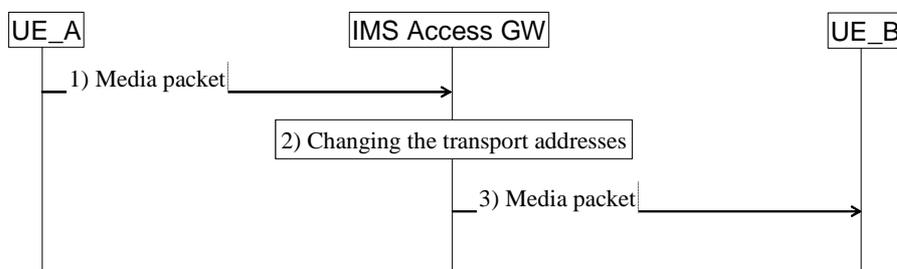 UE_A
IMS Access GW
UE_B
1) Media packet
2) Changing the transport addresses
3) Media packet